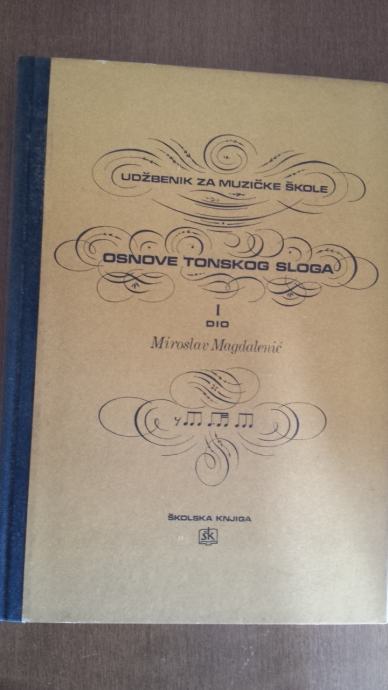 UDŽBENIK ZA MUZIČKE ŠKOLE
OSNOVE TONSKOG SLOGA
I
DIO
Miroslav Magdalenić
ŠKOLSKA KNJIGA
ŠK